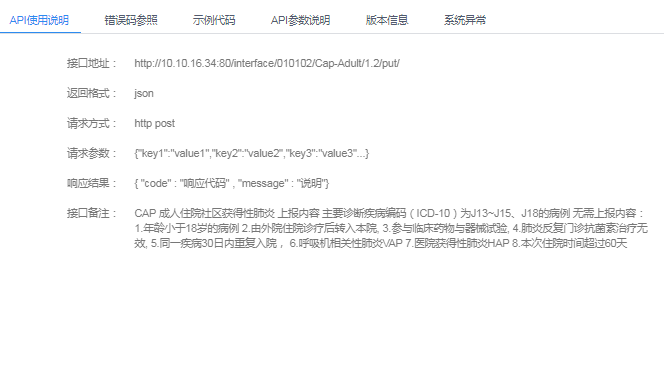 API使用说明 错误码参照 示例代码 API参数说明 版本信息 系统异常
接口地址： http://10.10.16.34:80/interface/010102/Cap-Adult/1.2/put/
返回格式： json
请求方式： http post
请求参数： {"key1":"value1","key2":"value2","key3":"value3"...}
响应结果： { "code" : "响应代码" , "message" : "说明"}
接口备注： CAP 成人住院社区获得性肺炎 上报内容 主要诊断疾病编码（ICD-10）为J13~J15、J18的病例 无需上报内容：
1.年龄小于18岁的病例 2.由外院住院诊疗后转入本院, 3.参与临床药物与器械试验, 4.肺炎反复门诊抗菌素治疗无
效, 5.同一疾病30日内重复入院， 6.呼吸机相关性肺炎VAP 7.医院获得性肺炎HAP 8.本次住院时间超过60天